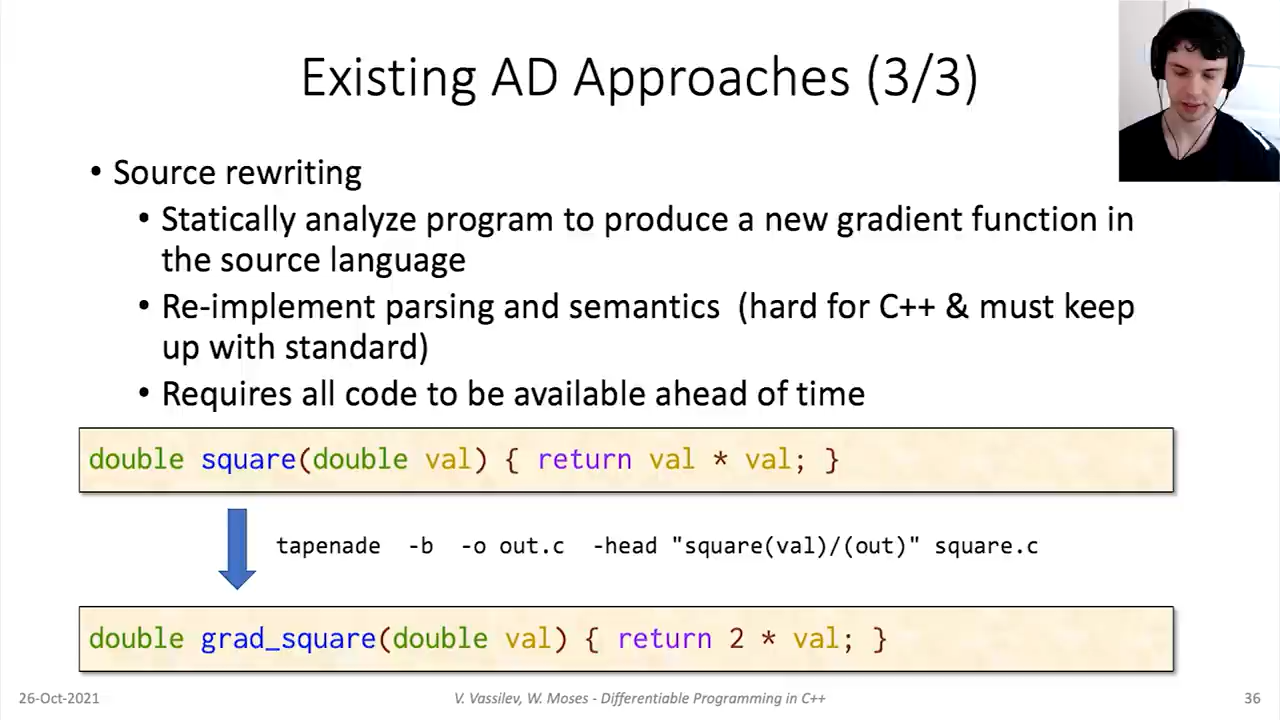 Existing AD Approaches (3/3)
• Source rewriting
• Statically analyze program to produce a new gradient function in
the source language
• Re-implement parsing and semantics (hard for C++ & must keep
up with standard)
• Requires all code to be available ahead of time
double square(double val) { return val * val; }
tapenade -b -o out.c -head "square(val)/(out)" square.c
double grad_square(double val) { return 2 * val; }
26-Oct-2021
V. Vassilev, W. Moses - Differentiable Programming in C++
36